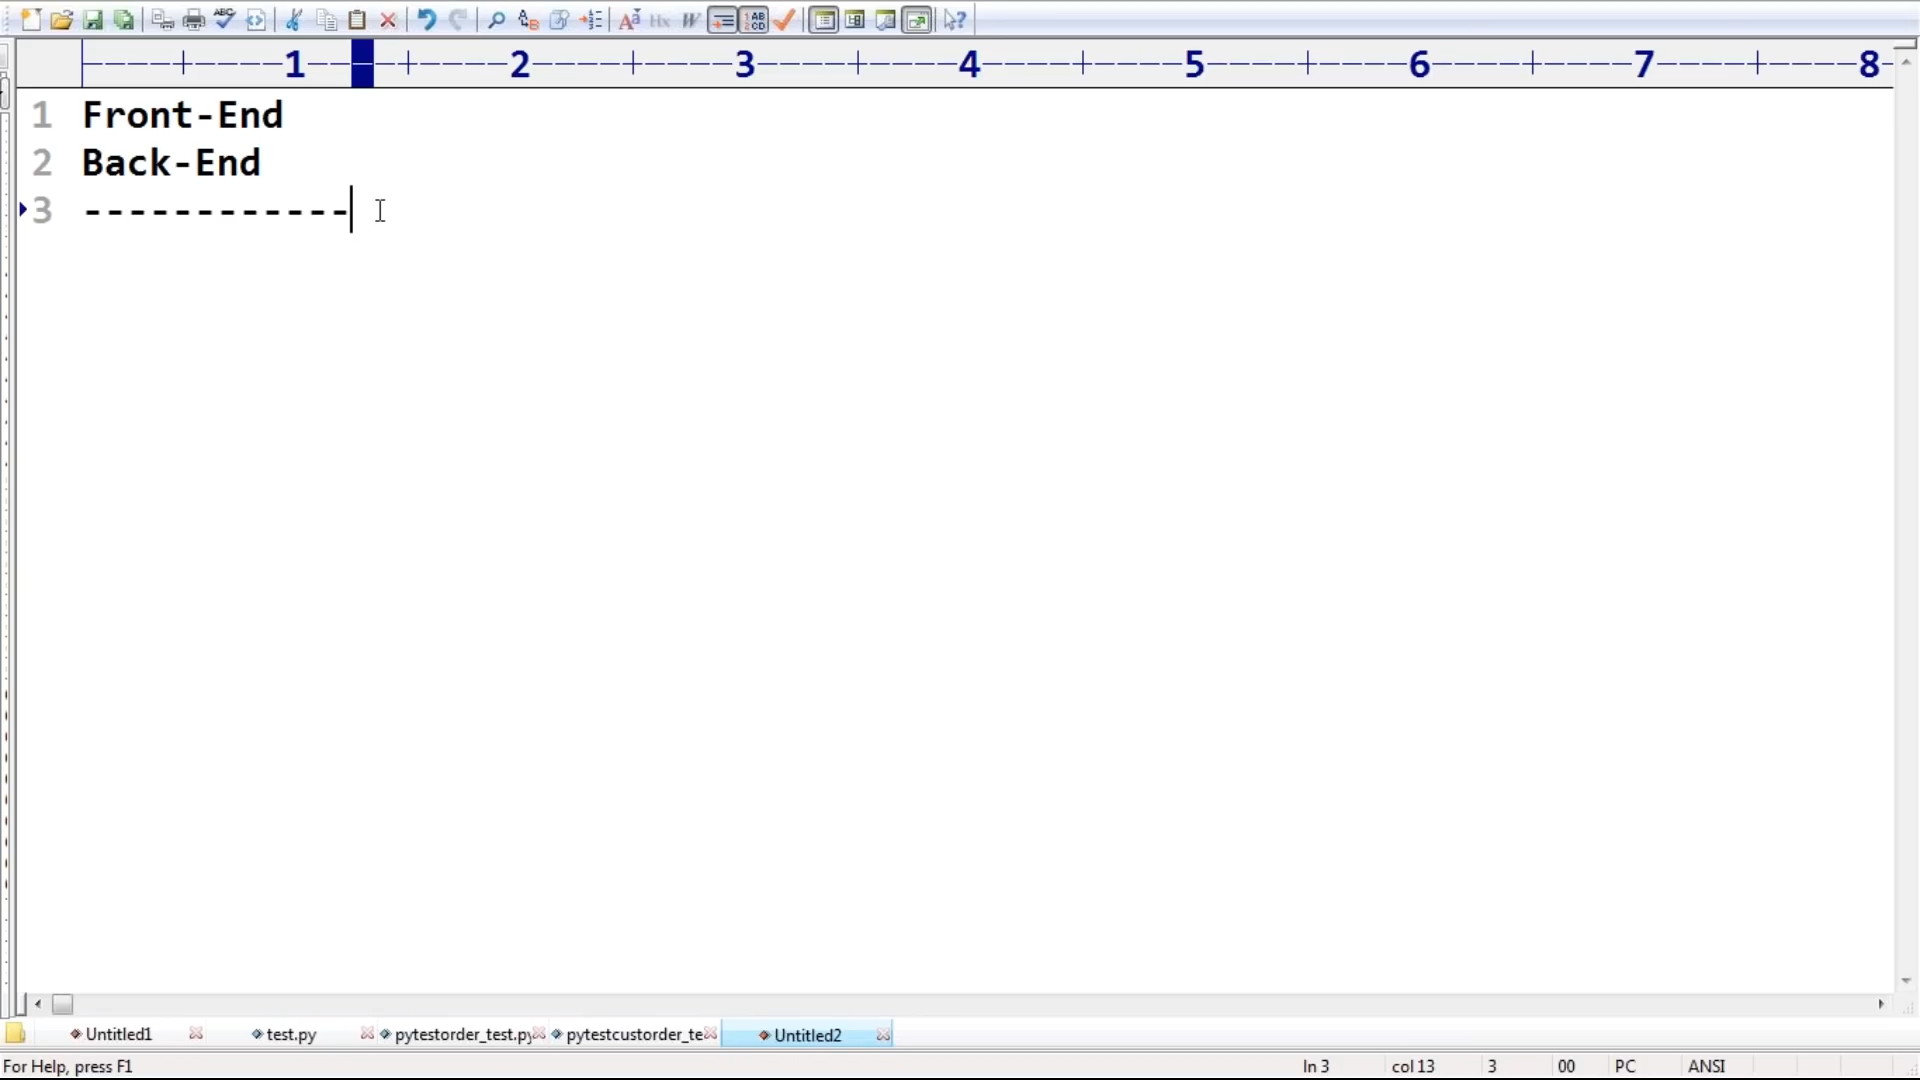 1 2 3 4 5 6 7 8
1 Front-End
2 Back-End
3 ------------
Untitled1 test.py pytestorder_test.py pytestcustorder_te Untitled2
For Help, press F1 ln 3 col 13 3 00 PC ANSI